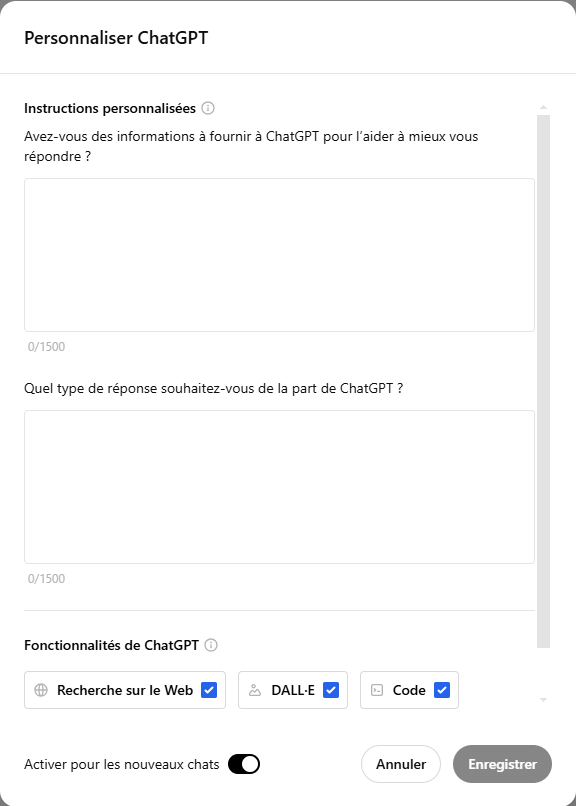 Personnaliser ChatGPT
Instructions personnalisées
Avez-vous des informations à fournir à ChatGPT pour l’aider à mieux vous
répondre ?
0/1500
Quel type de réponse souhaitez-vous de la part de ChatGPT ?
0/1500
Fonctionnalités de ChatGPT
Recherche sur le Web DALL·E Code
Activer pour les nouveaux chats Annuler Enregistrer